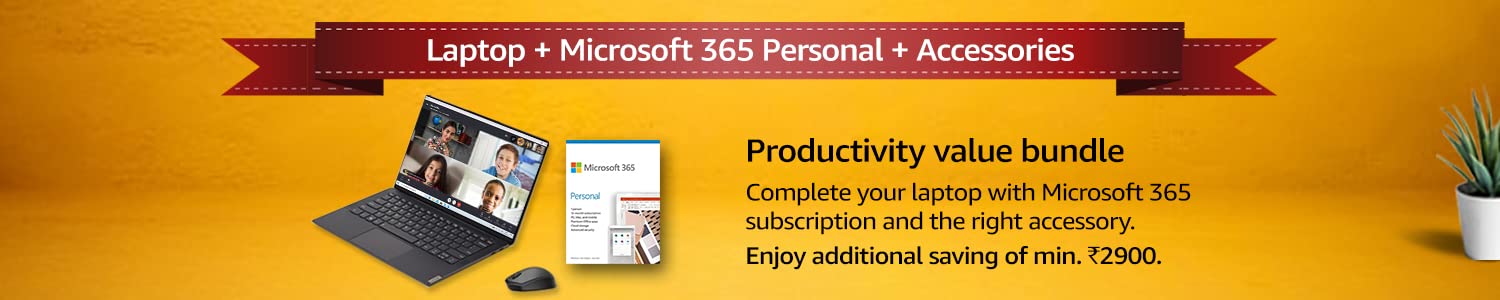 Laptop + Microsoft 365 Personal + Accessories
Microsoft 365
Personal
Productivity value bundle
Complete your laptop with Microsoft 365
subscription and the right accessory.
Enjoy additional saving of min. ₹2900.